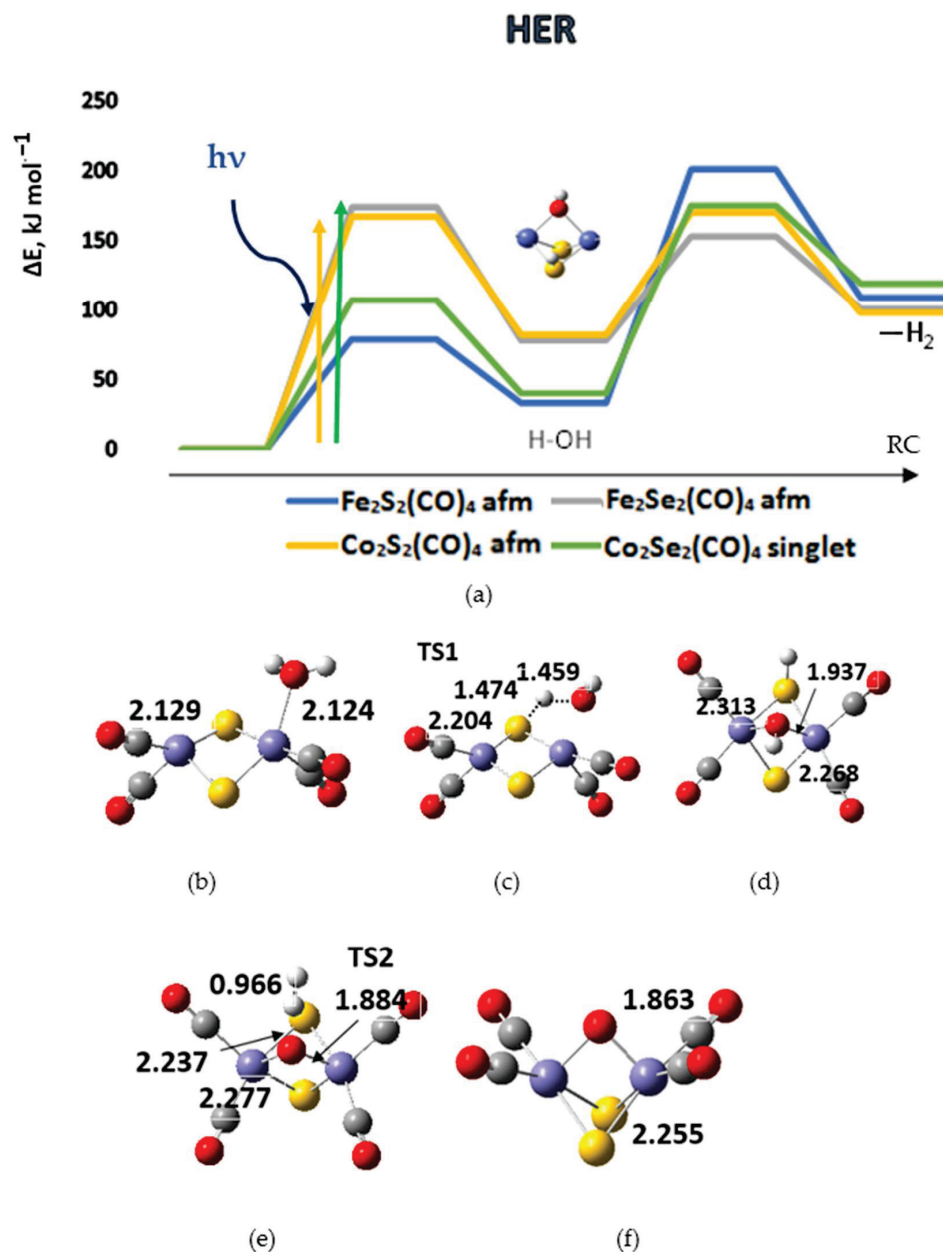 HER
250
200
150
100
50
0
ΔE, kJ mol·−1
hν
—H₂
H-OH
RC
Fe₂S₂(CO)₄ afm
Fe₂Se₂(CO)₄ afm
Co₂S₂(CO)₄ afm
Co₂Se₂(CO)₄ singlet
(a)
2.129
2.124
(b)
TS1
1.459
1.474
2.204
(c)
1.937
2.313
2.268
(d)
TS2
0.966
1.884
2.237
2.277
(e)
1.863
2.255
(f)